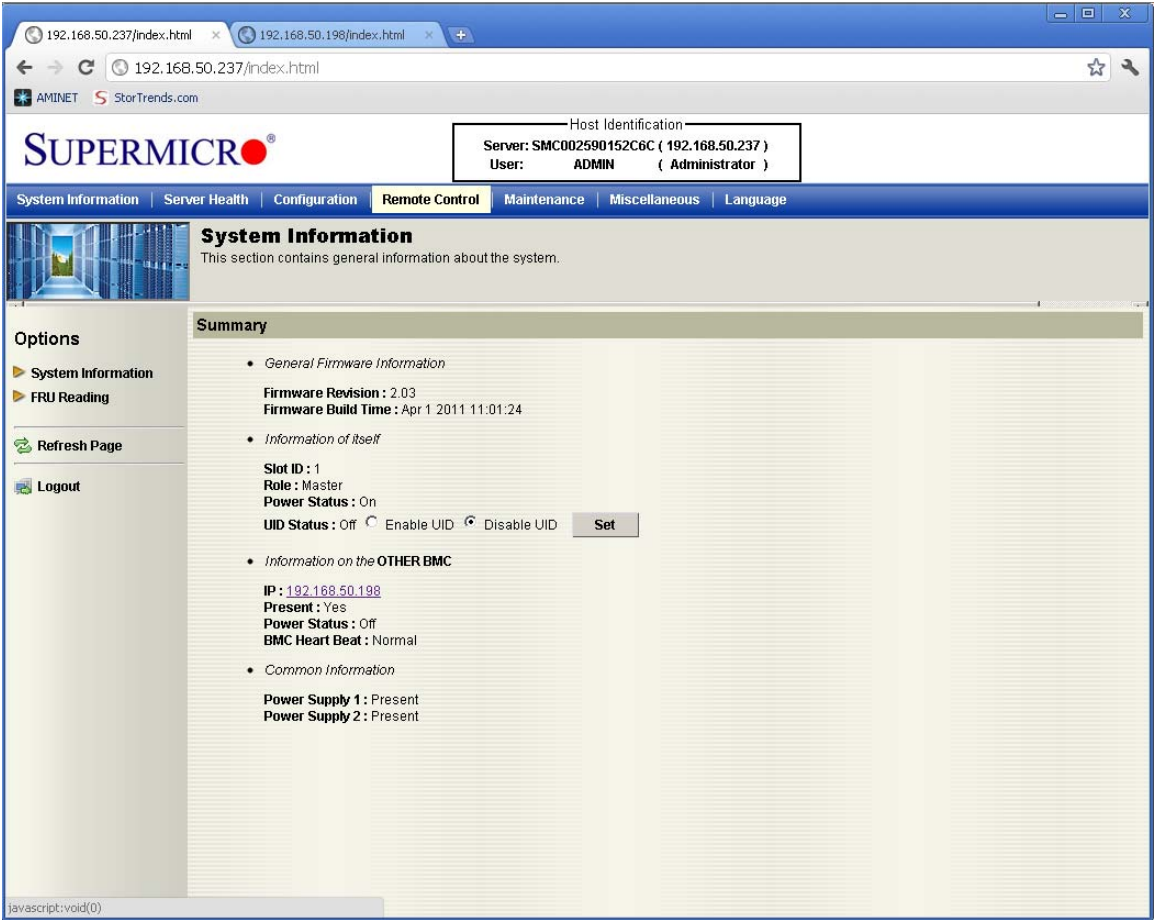 192.168.50.237/index.htm
192.168.50.198/index.html
192.168.50.237/index.html
AMINET StorTrends.com
SUPERMICRO®
Host Identification
Server: SMC002590152C6C ( 192.168.50.237 )
User: ADMIN ( Administrator )
System Information | Server Health | Configuration | Remote Control | Maintenance | Miscellaneous | Language
System Information
This section contains general information about the system.
Options
System Information
FRU Reading
Refresh Page
Logout
Summary
• General Firmware Information
Firmware Revision : 2.03
Firmware Build Time : Apr 1 2011 11:01:24
• Information of itself
Slot ID : 1
Role : Master
Power Status : On
UID Status : Off Enable UID Disable UID Set
• Information on the OTHER BMC
IP : 192.168.50.198
Present : Yes
Power Status : Off
BMC Heart Beat : Normal
• Common Information
Power Supply 1 : Present
Power Supply 2 : Present
javascript:void(0)